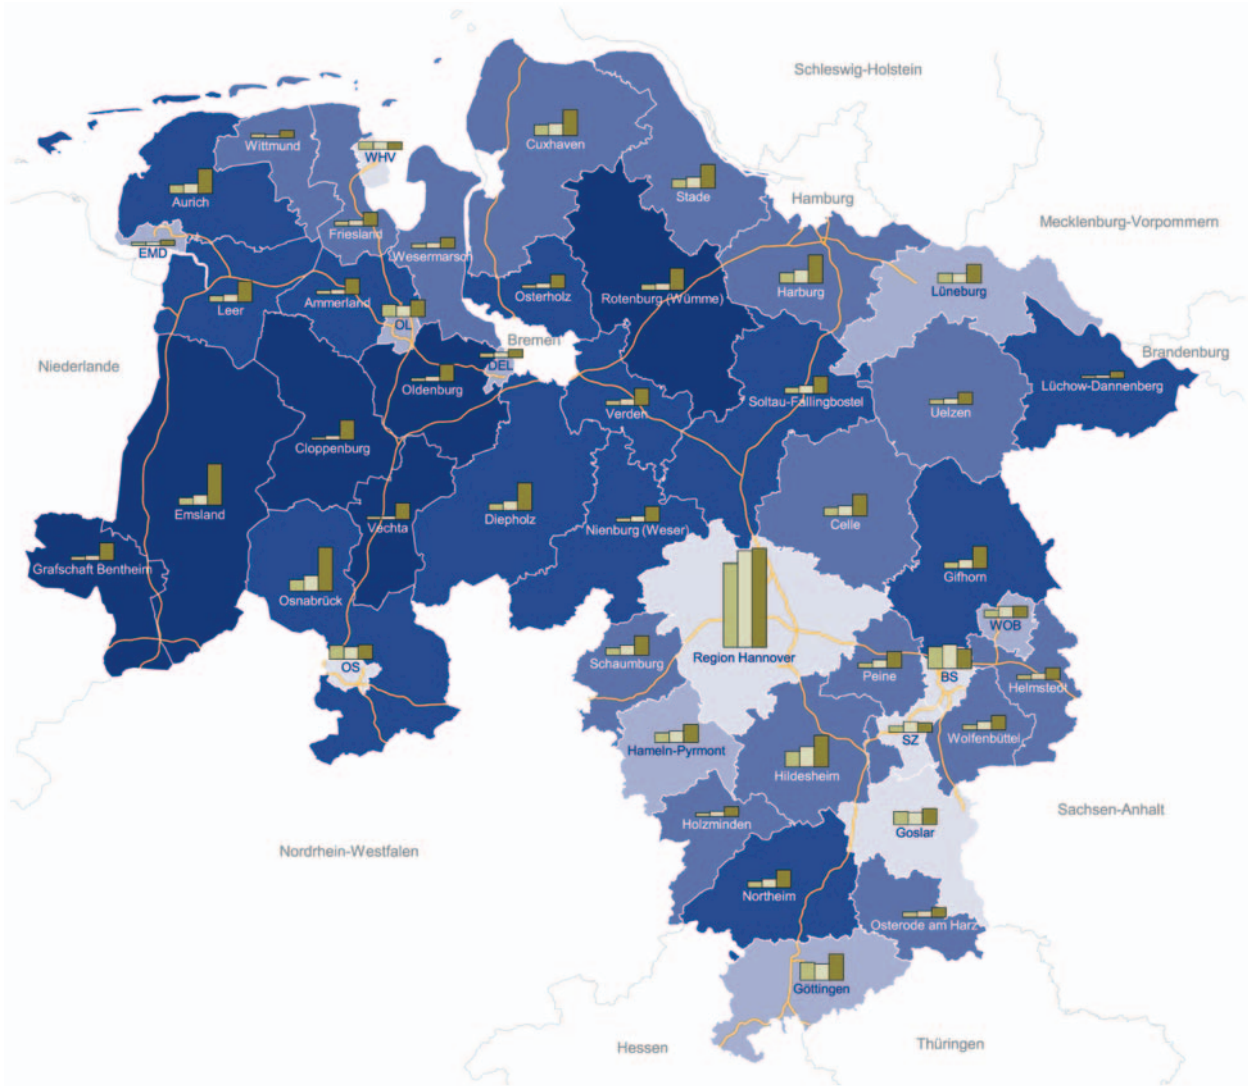 Schleswig-Holstein
Cuxhaven
Wittmund
WHV
Aurich
Stade
Hamburg
Mecklenburg-Vorpommern
Friesland
EMD
Wesermarsch
Osterholz
Rotenburg (Wümme)
Harburg
Lüneburg
Ammerland
Leer
OL
Bremen
Brandenburg
Niederlande
DEL
Oldenburg
Lüchow-Dannenberg
Soltau-Fallingbostel
Verden
Uelzen
Cloppenburg
Emsland
Diepholz
Celle
Vechta
Nienburg (Weser)
Grafschaft Bentheim
Gifhorn
Osnabrück
WOB
Region Hannover
Schaumburg
OS
Peine
BS
Helmstedt
Wolfenbüttel
SZ
Hameln-Pyrmont
Hildesheim
Sachsen-Anhalt
Holzminden
Goslar
Nordrhein-Westfalen
Northeim
Osterode am Harz
Göttingen
Hessen
Thüringen